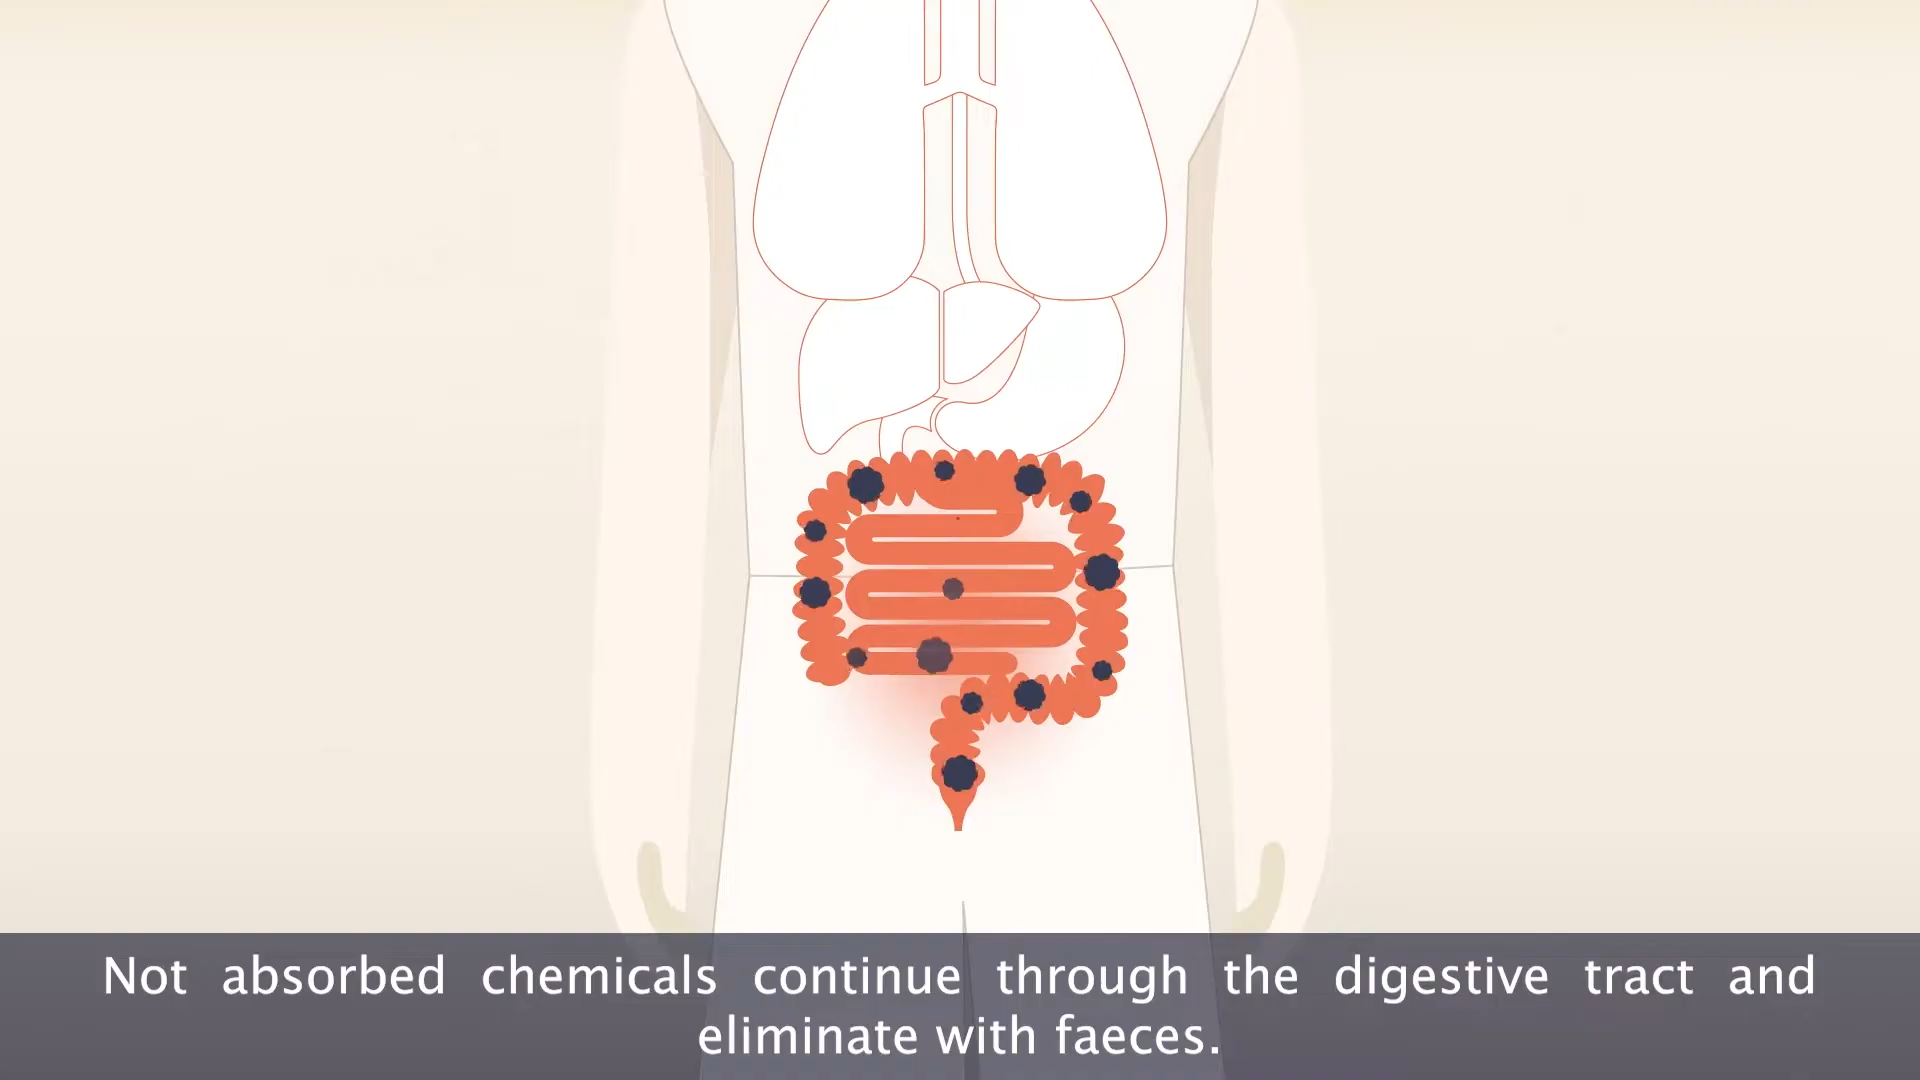 Not absorbed chemicals continue through the digestive tract and
eliminate with faeces.